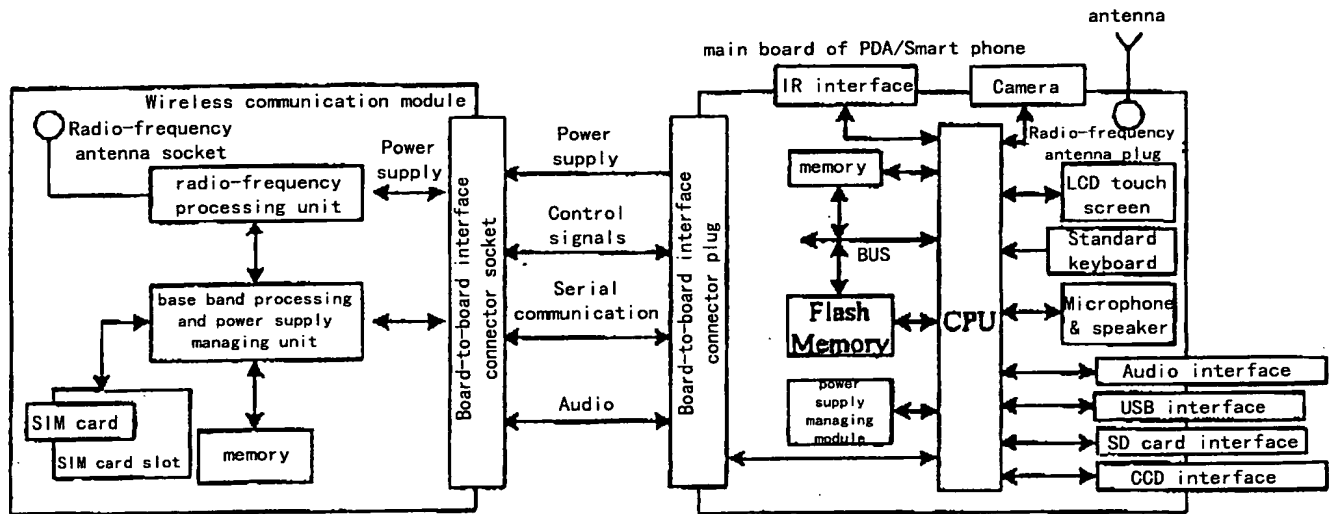 antenna
main board of PDA/Smart phone
IR interface
Camera
Wireless communication module
Radio-frequency
antenna socket
Power
supply
radio-frequency
processing unit
base band processing
and power supply
managing unit
SIM card
SIM card slot
memory
Board-to-board interface
connector socket
Power
supply
Control
signals
Serial
communication
Audio
Board-to-board interface
connector plug
memory
BUS
Flash
Memory
power
supply
managing
module
CPU
Radio-frequency
antenna plug
LCD touch
screen
Standard
keyboard
Microphone
& speaker
Audio interface
USB interface
SD card interface
CCD interface